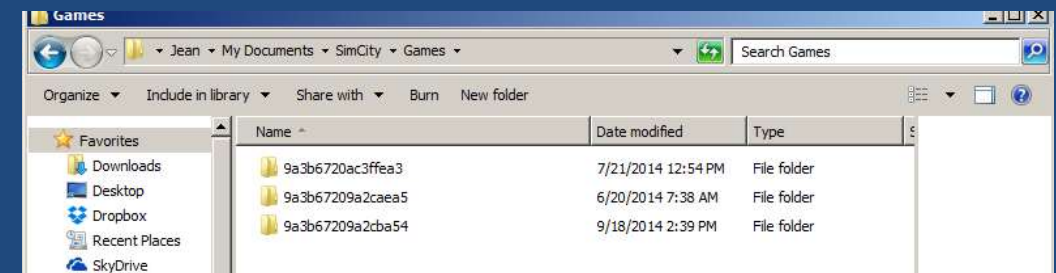 Games
Jean My Documents SimCity Games Search Games
Organize Include in library Share with Burn New folder
Name Date modified Type S
Favorites
Downloads
Desktop
Dropbox
Recent Places
SkyDrive
9a3b6720ac3ffea3 7/21/2014 12:54 PM File folder
9a3b67209a2caea5 6/20/2014 7:38 AM File folder
9a3b67209a2cba54 9/18/2014 2:39 PM File folder